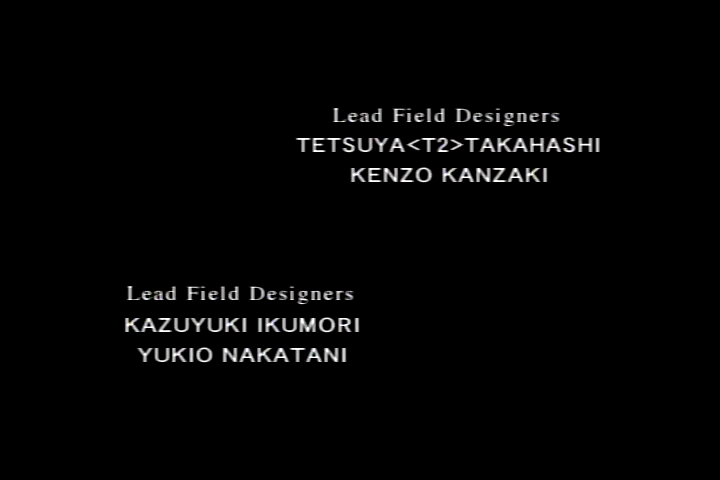 Lead Field Designers
TETSUYA<T2>TAKAHASHI
KENZO KANZAKI
Lead Field Designers
KAZUYUKI IKUMORI
YUKIO NAKATANI